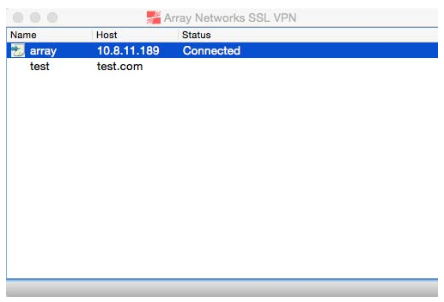 Array Networks SSL VPN
Name Host Status
array 10.8.11.189 Connected
test test.com